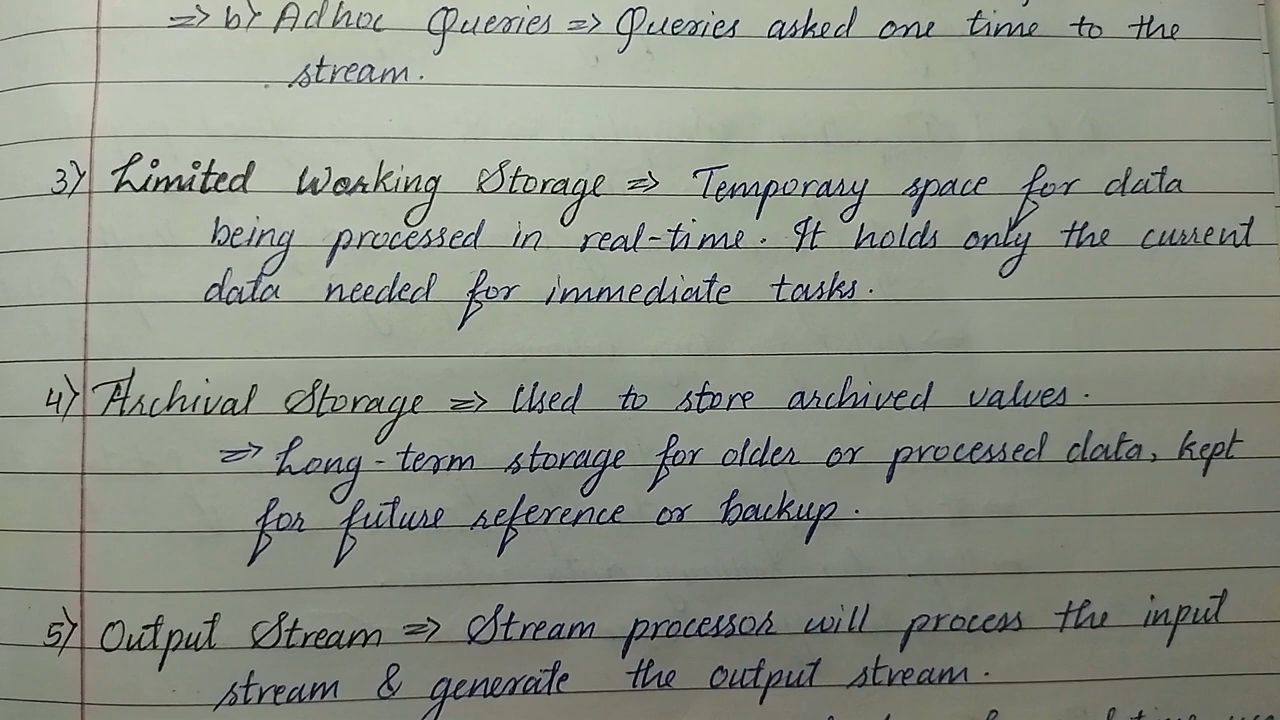 => b) Adhoc Queries => Queries asked one time to the
stream.
3) Limited Working Storage => Temporary space for data
being processed in real-time. It holds only the current
data needed for immediate tasks.
4) Archival Storage => Used to store archived values.
=> Long-term storage for older or processed data, kept
for future reference or backup.
5) Output Stream => Stream processor will process the input
stream & generate the output stream.